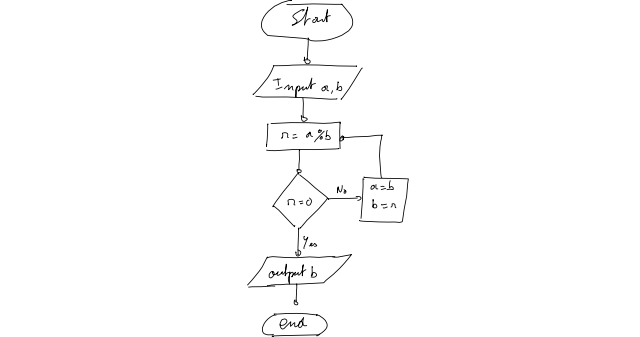 Start
Input a, b
r = a % b
r = 0
No
a = b
b = r
Yes
output b
end